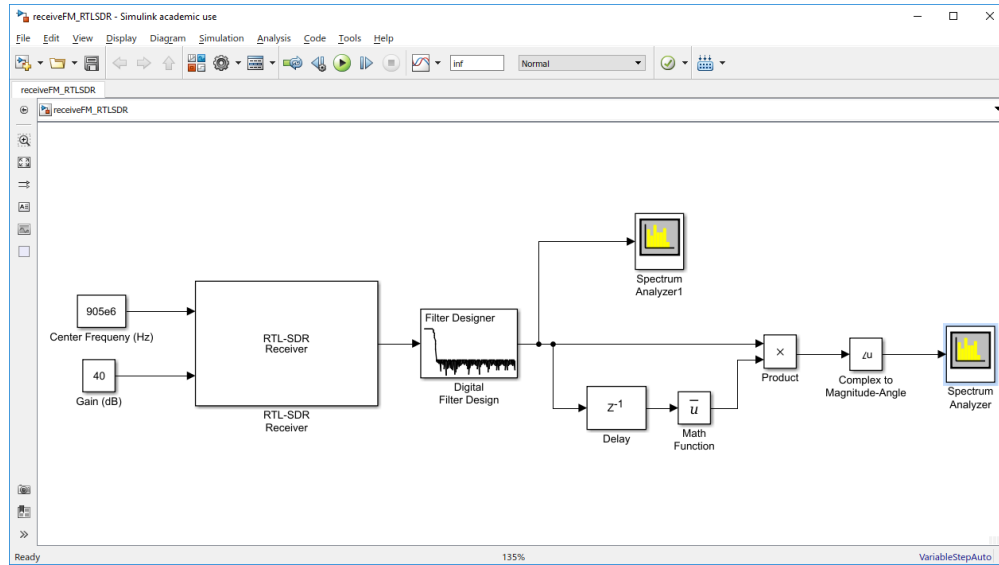 receiveFM_RTLSDR - Simulink academic use
File Edit View Display Diagram Simulation Analysis Code Tools Help
inf Normal
receiveFM_RTLSDR
receiveFM_RTLSDR
Spectrum
Analyzer1
905e6
Center Frequeny (Hz)
40
Gain (dB)
RTL-SDR
Receiver
RTL-SDR
Receiver
Filter Designer
Digital
Filter Design
Z-1
Delay
u
Math
Function
×
Product
∠u
Complex to
Magnitude-Angle
Spectrum
Analyzer
Ready 135% VariableStepAuto